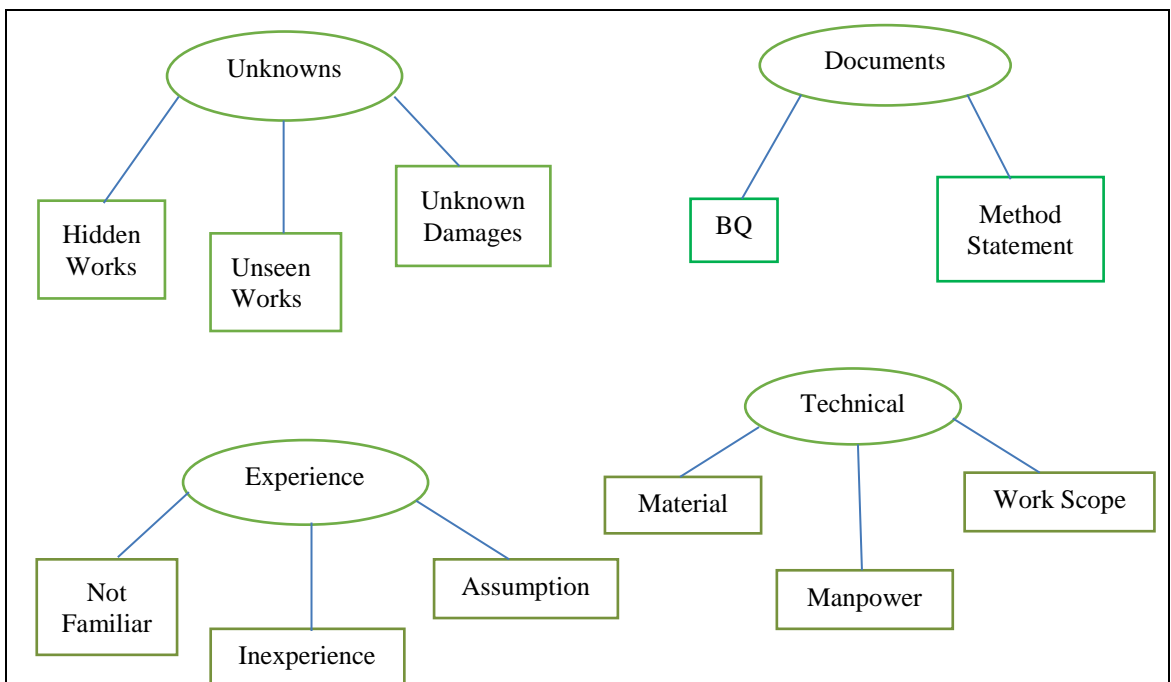 Unknowns
Hidden
Works
Unseen
Works
Unknown
Damages
Documents
BQ
Method
Statement
Experience
Not
Familiar
Inexperience
Assumption
Technical
Material
Manpower
Work Scope